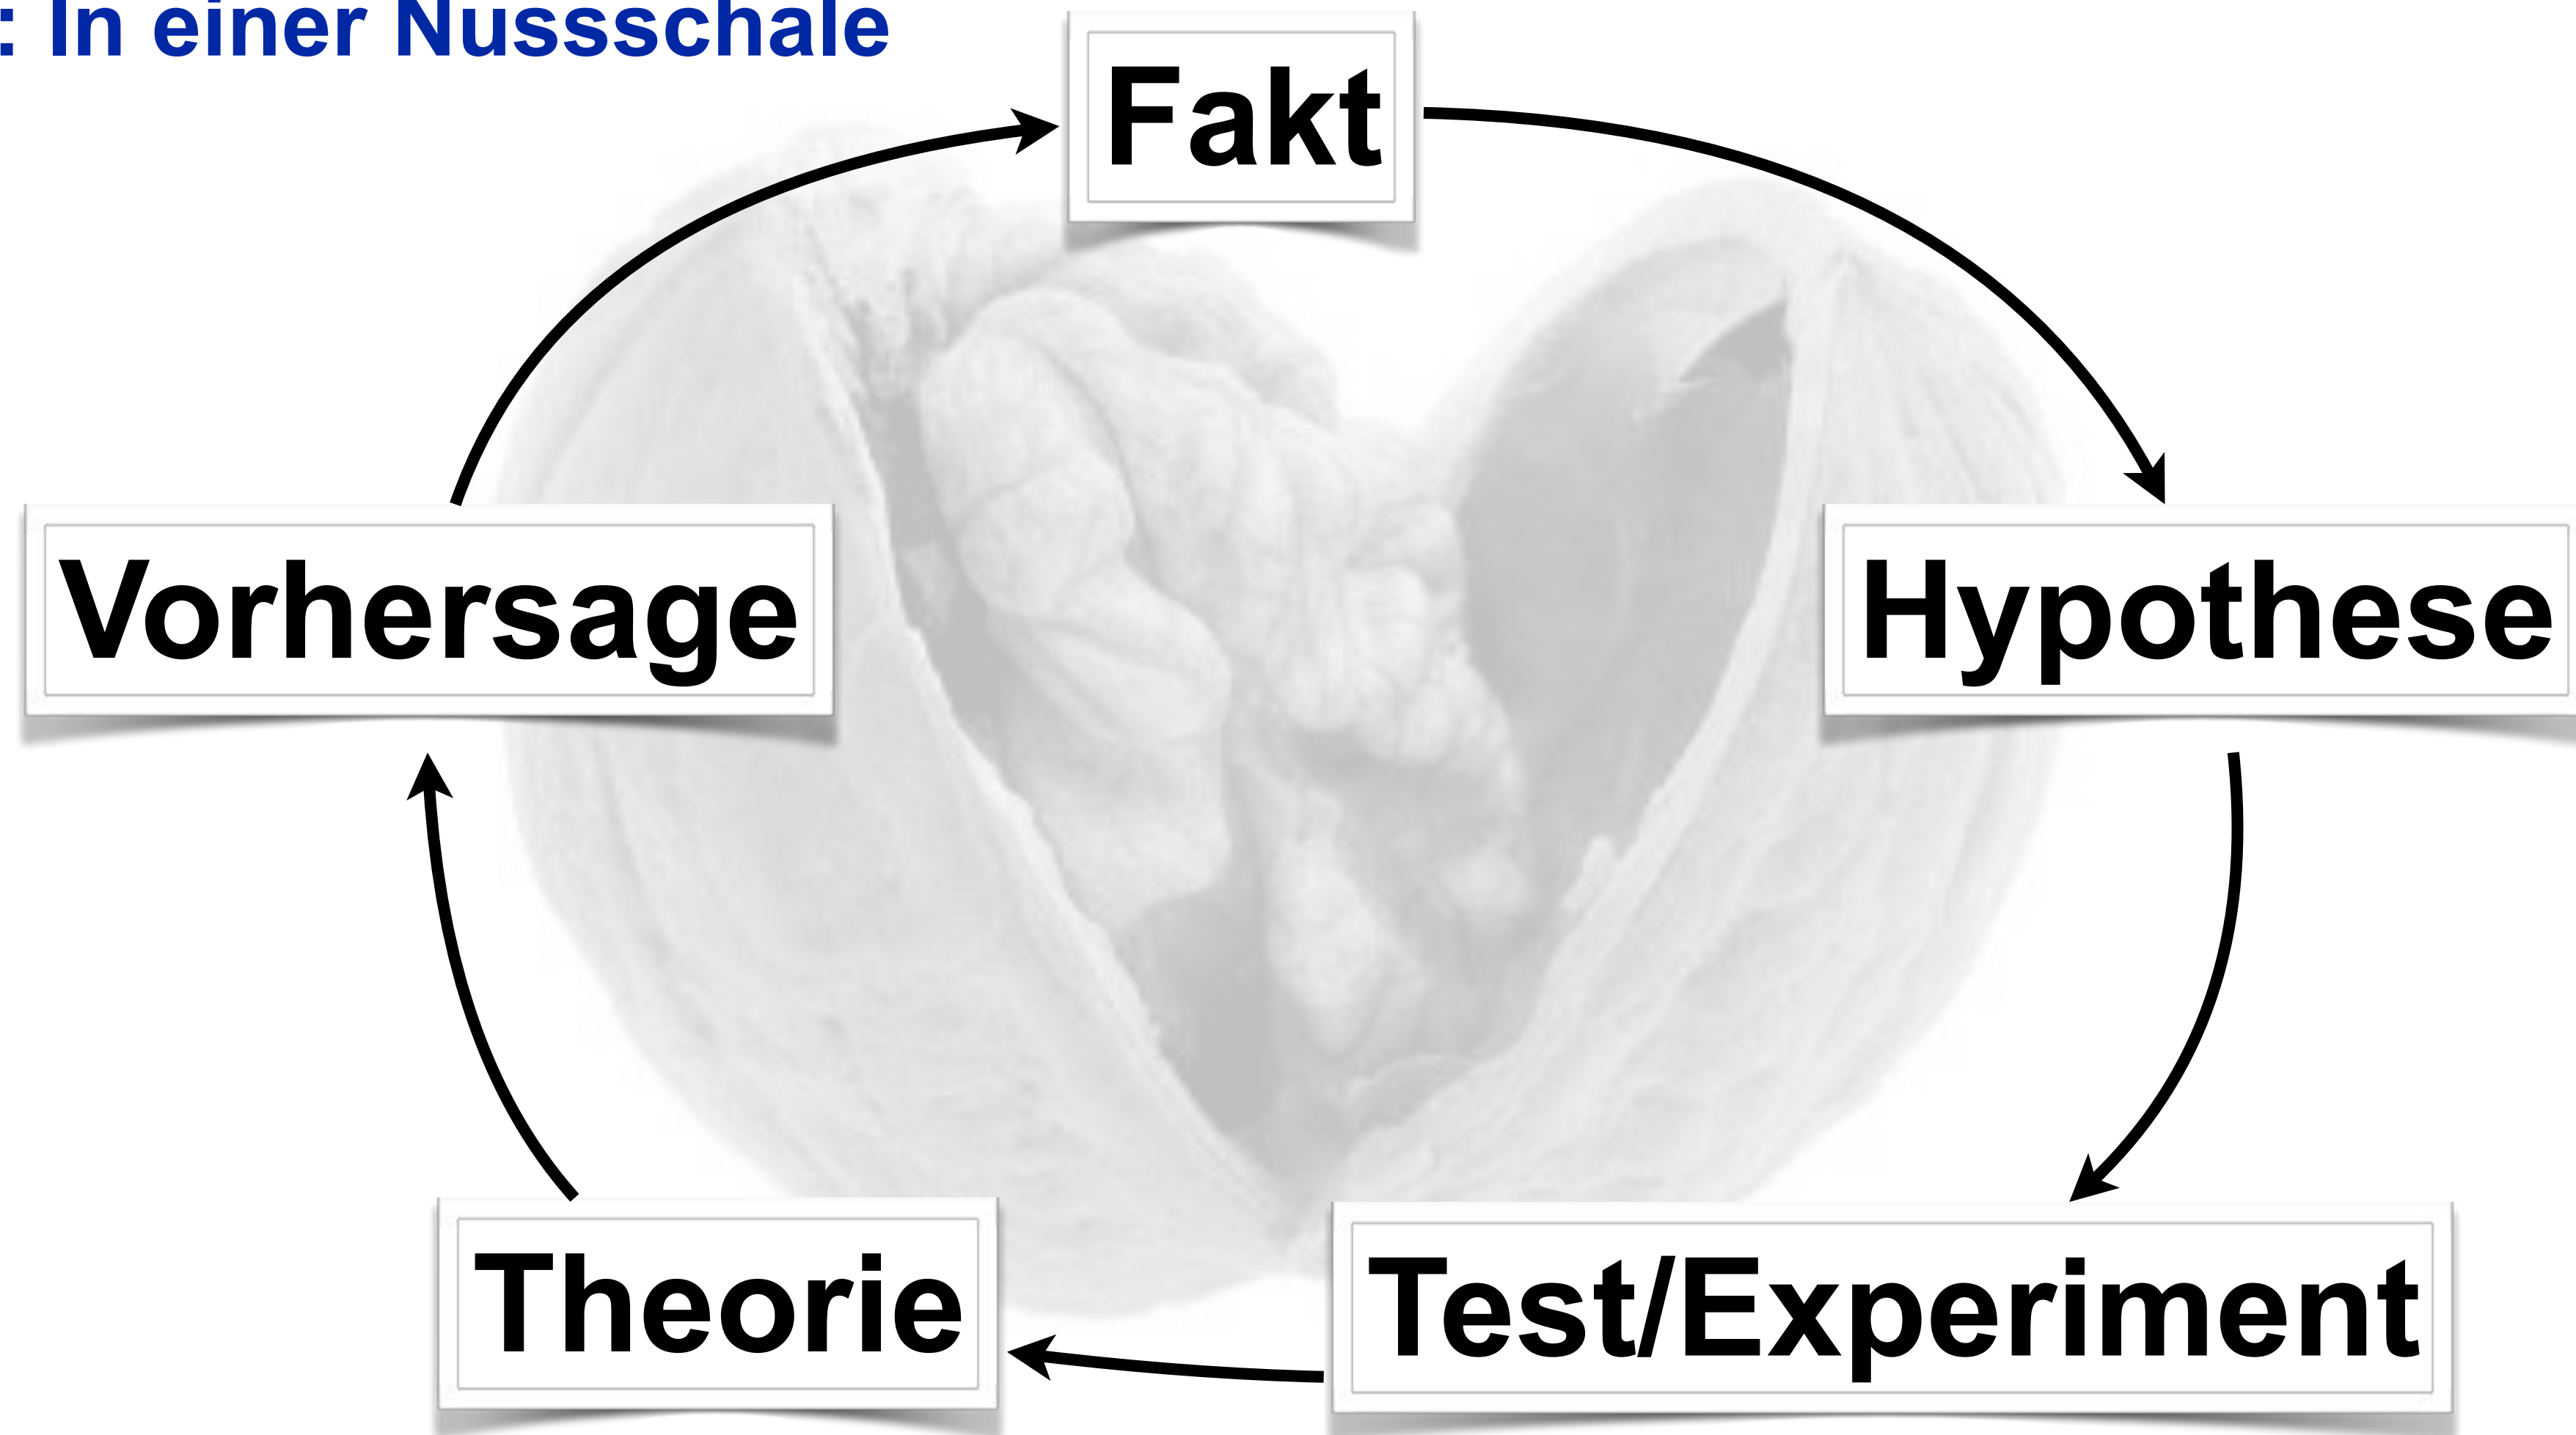 : In einer Nussschale
Fakt
Vorhersage
Hypothese
Theorie
Test/Experiment